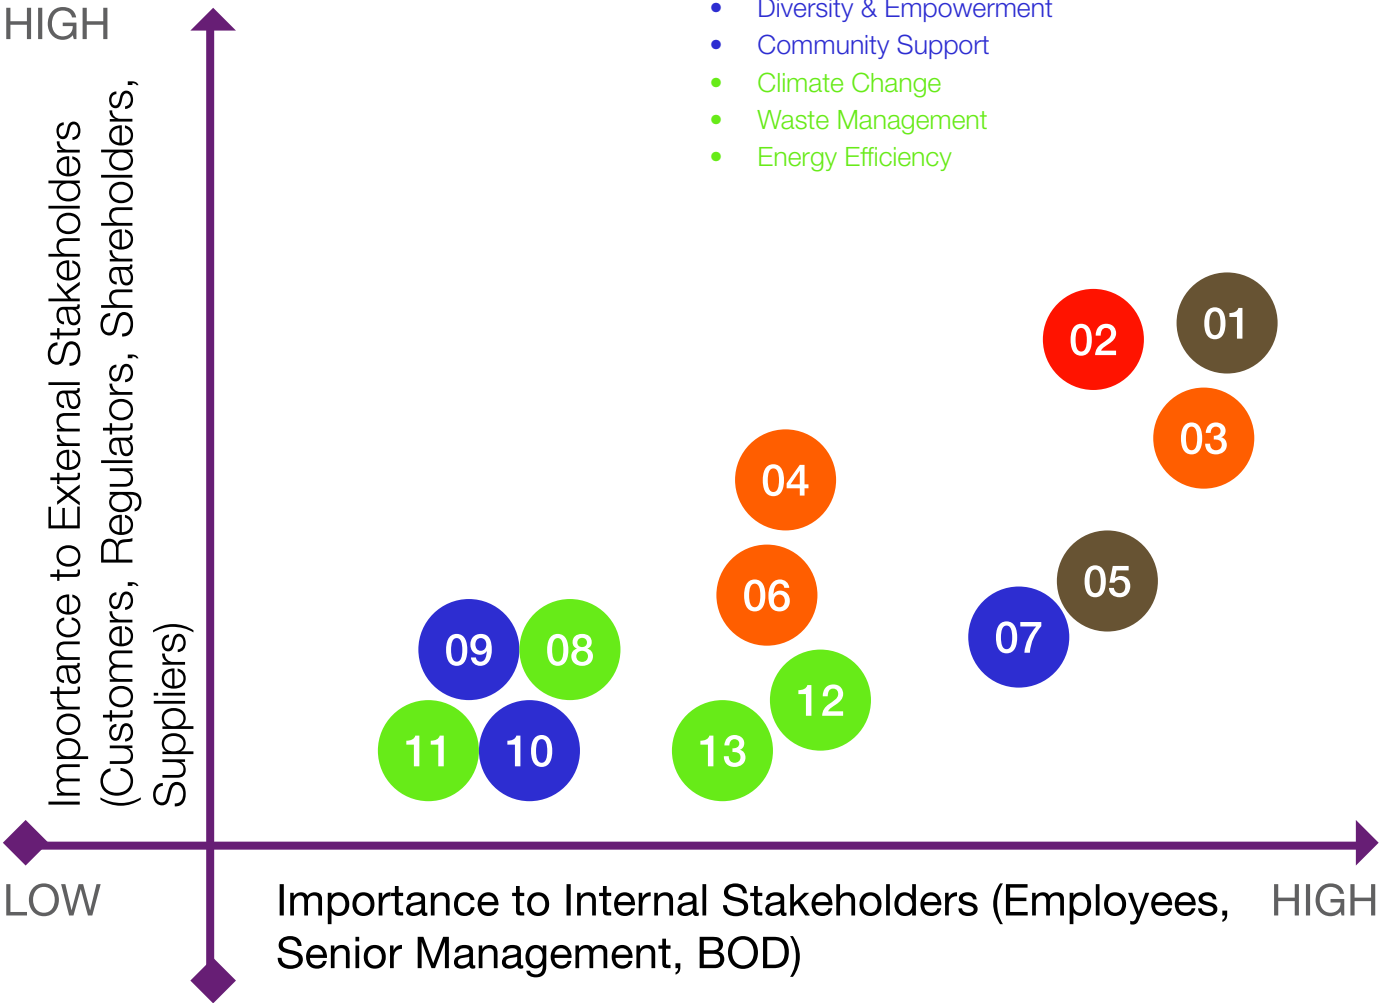 HIGH
Diversity & Empowerment
Community Support
Climate Change
Waste Management
Energy Efficiency
Importance to External Stakeholders
(Customers, Regulators, Shareholders,
Suppliers)
02
01
03
04
05
06
07
09
08
12
11
10
13
LOW
Importance to Internal Stakeholders (Employees,
Senior Management, BOD)
HIGH